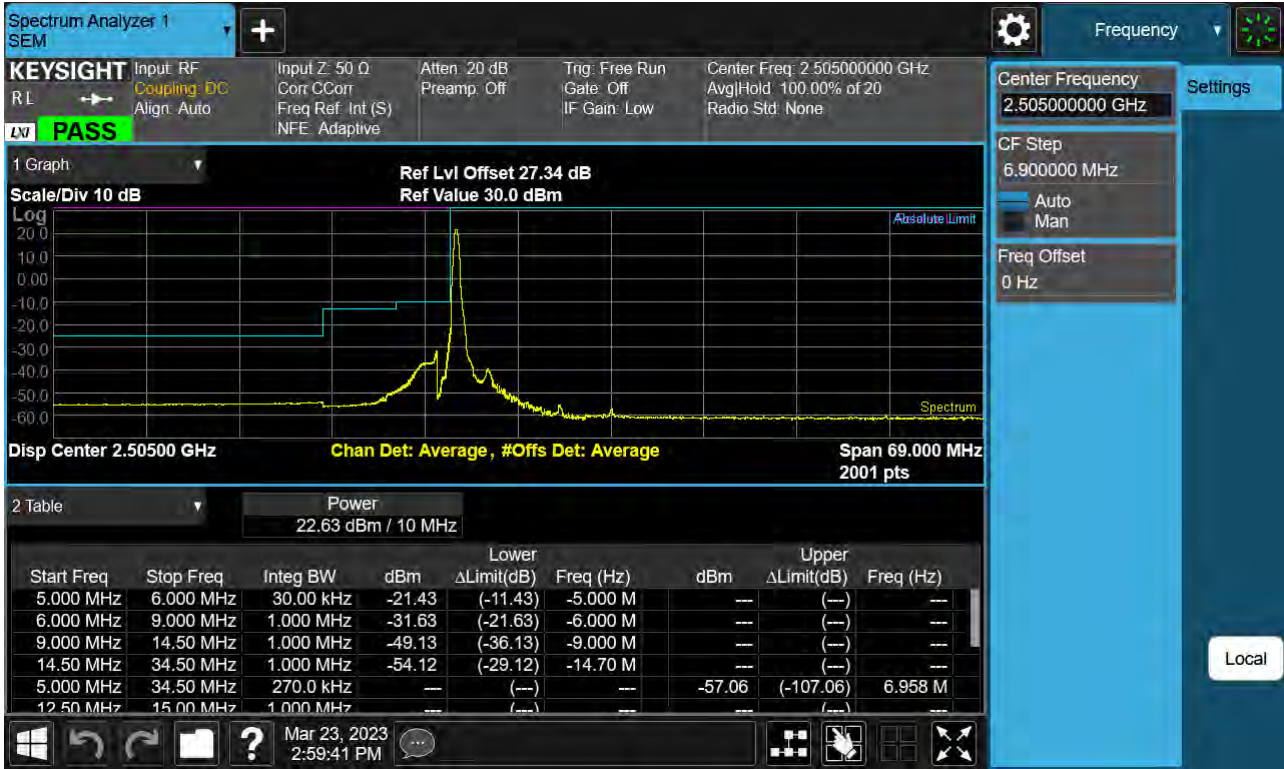 Spectrum Analyzer 1
SEM
Frequency
KEYSIGHT
R L
LXI
PASS
Input: RF
Coupling: DC
Align: Auto
Input Z: 50 Ω
Corr CCorr
Freq Ref: Int (S)
NFE: Adaptive
Atten: 20 dB
Preamp: Off
Trig: Free Run
Gate: Off
IF Gain: Low
Center Freq: 2.505000000 GHz
Avg|Hold: 100.00% of 20
Radio Std: None
Center Frequency
2.505000000 GHz
Settings
CF Step
6.900000 MHz
Auto
Man
Freq Offset
0 Hz
1 Graph
Scale/Div 10 dB
Ref Lvl Offset 27.34 dB
Ref Value 30.0 dBm
Log
Absolute Limit
20.0
10.0
0.00
-10.0
-20.0
-30.0
-40.0
-50.0
-60.0
Spectrum
Disp Center 2.50500 GHz
Chan Det: Average, #Offs Det: Average
Span 69.000 MHz
2001 pts
2 Table
Power
22.63 dBm / 10 MHz
Lower Upper
Start Freq Stop Freq Integ BW dBm ΔLimit(dB) Freq (Hz) dBm ΔLimit(dB) Freq (Hz)
5.000 MHz 6.000 MHz 30.00 kHz -21.43 (-11.43) -5.000 M --- (---) ---
6.000 MHz 9.000 MHz 1.000 MHz -31.63 (-21.63) -6.000 M --- (---) ---
9.000 MHz 14.50 MHz 1.000 MHz -49.13 (-36.13) -9.000 M --- (---) ---
14.50 MHz 34.50 MHz 1.000 MHz -54.12 (-29.12) -14.70 M --- (---) ---
5.000 MHz 34.50 MHz 270.0 kHz --- (---) --- -57.06 (-107.06) 6.958 M
12.50 MHz 15.00 MHz 1.000 MHz --- (---) --- --- (---) ---
Local
?
Mar 23, 2023
2:59:41 PM